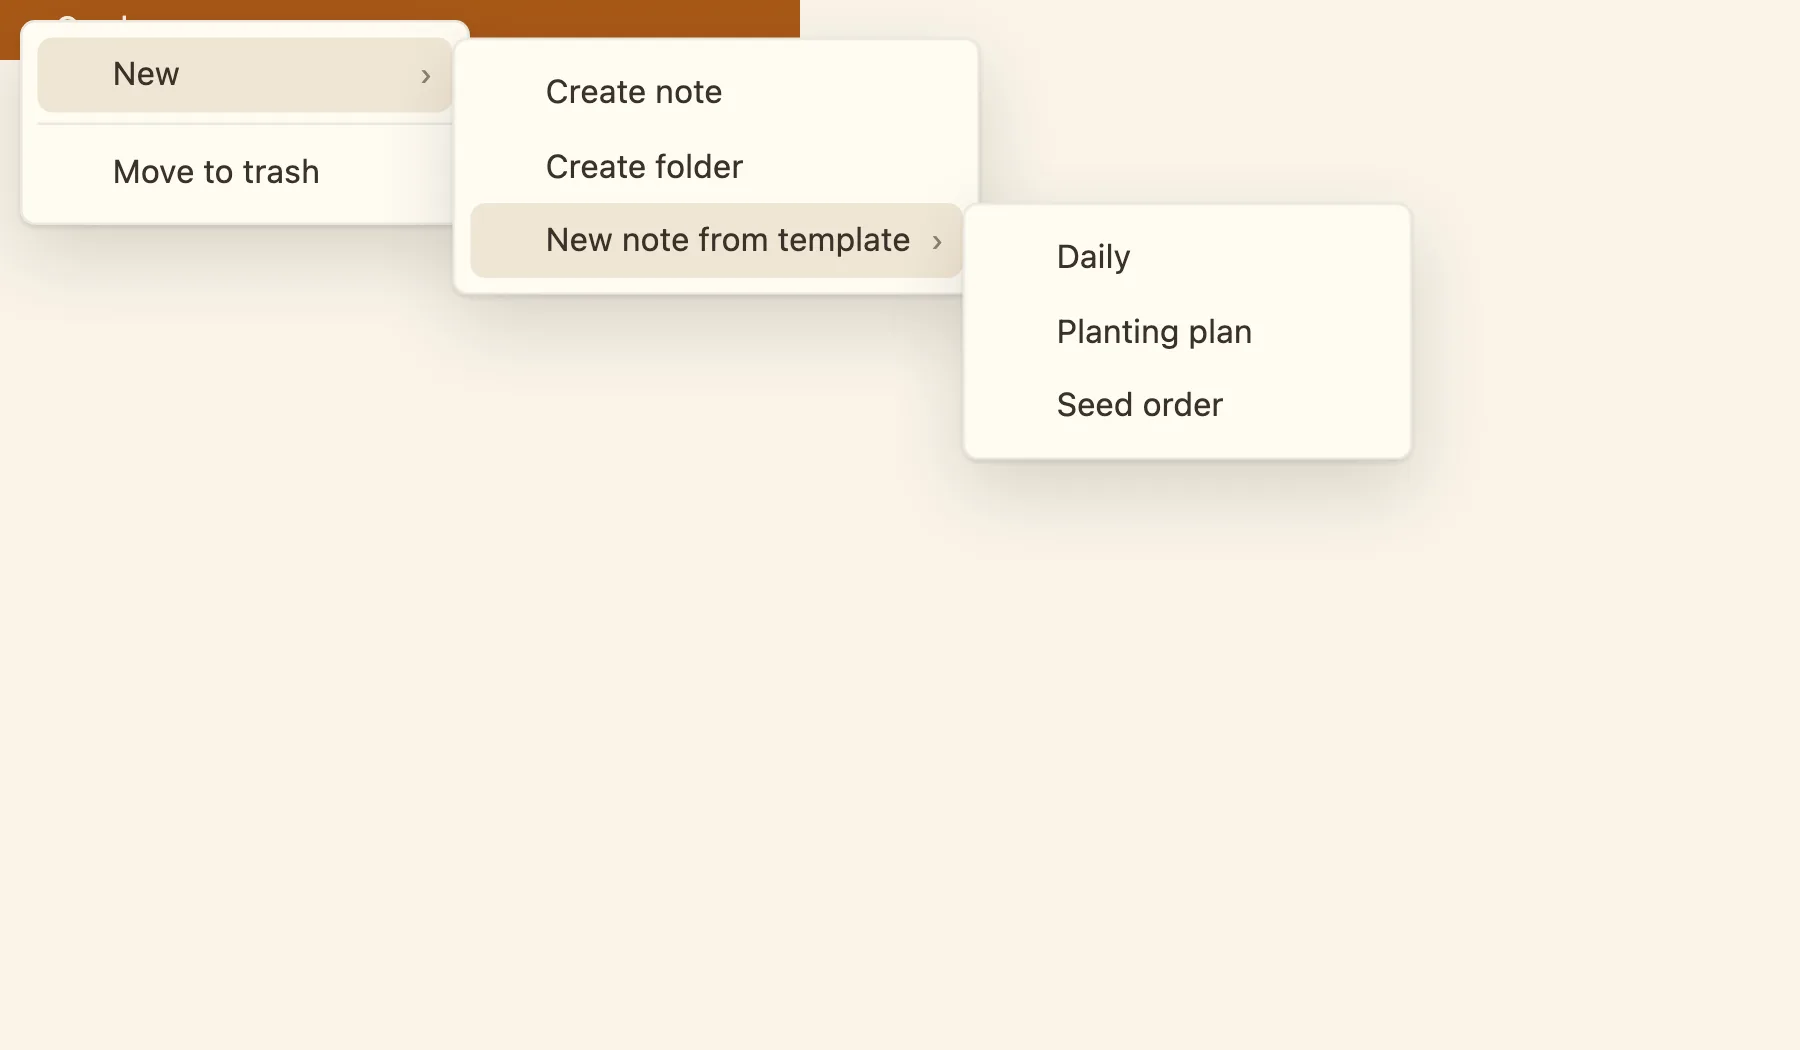 New
Move to trash
Create note
Create folder
New note from template
Daily
Planting plan
Seed order